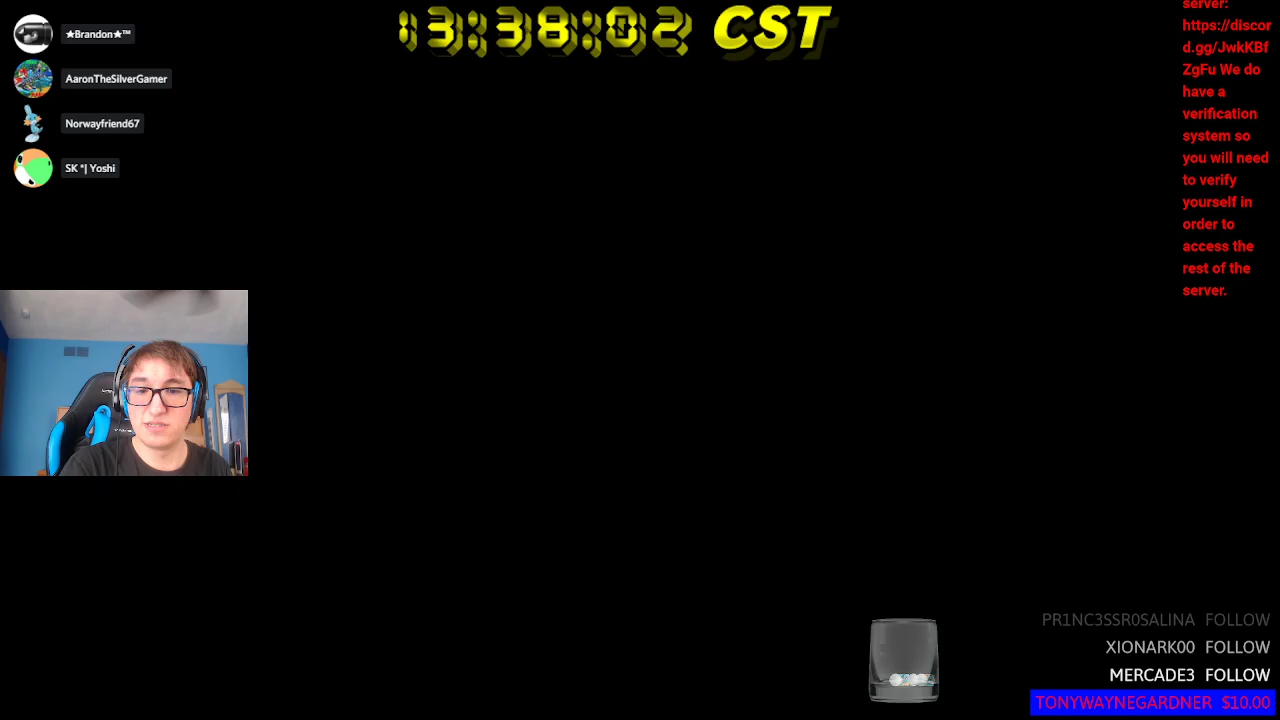 ★Brandon★™
AaronTheSilverGamer
Norwayfriend67
SK *| Yoshi
13:38:02 CST
server:
https://discor
d.gg/JwkKBf
ZgFu We do
have a
verification
system so
you will need
to verify
yourself in
order to
access the
rest of the
server.
PR1NC3SSR0SALINA FOLLOW
XIONARK00 FOLLOW
MERCADE3 FOLLOW
TONYWAYNEGARDNER $10.00